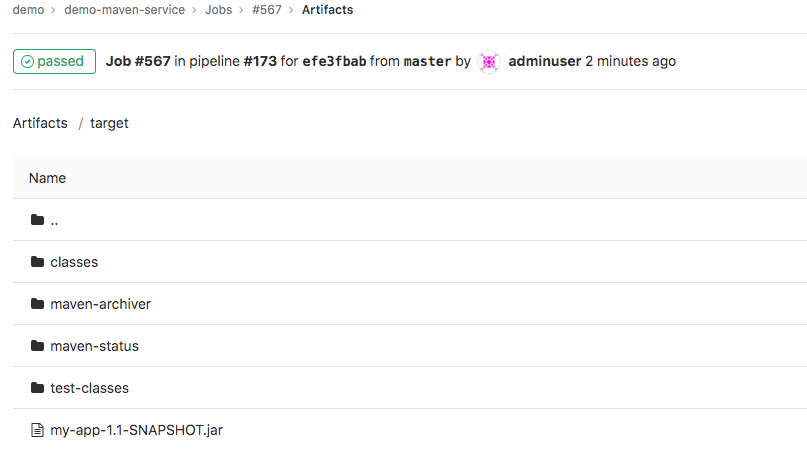 demo > demo-maven-service > Jobs > #567 > Artifacts
passed Job #567 in pipeline #173 for efe3fbab from master by adminuser 2 minutes ago
Artifacts / target
Name
..
classes
maven-archiver
maven-status
test-classes
my-app-1.1-SNAPSHOT.jar